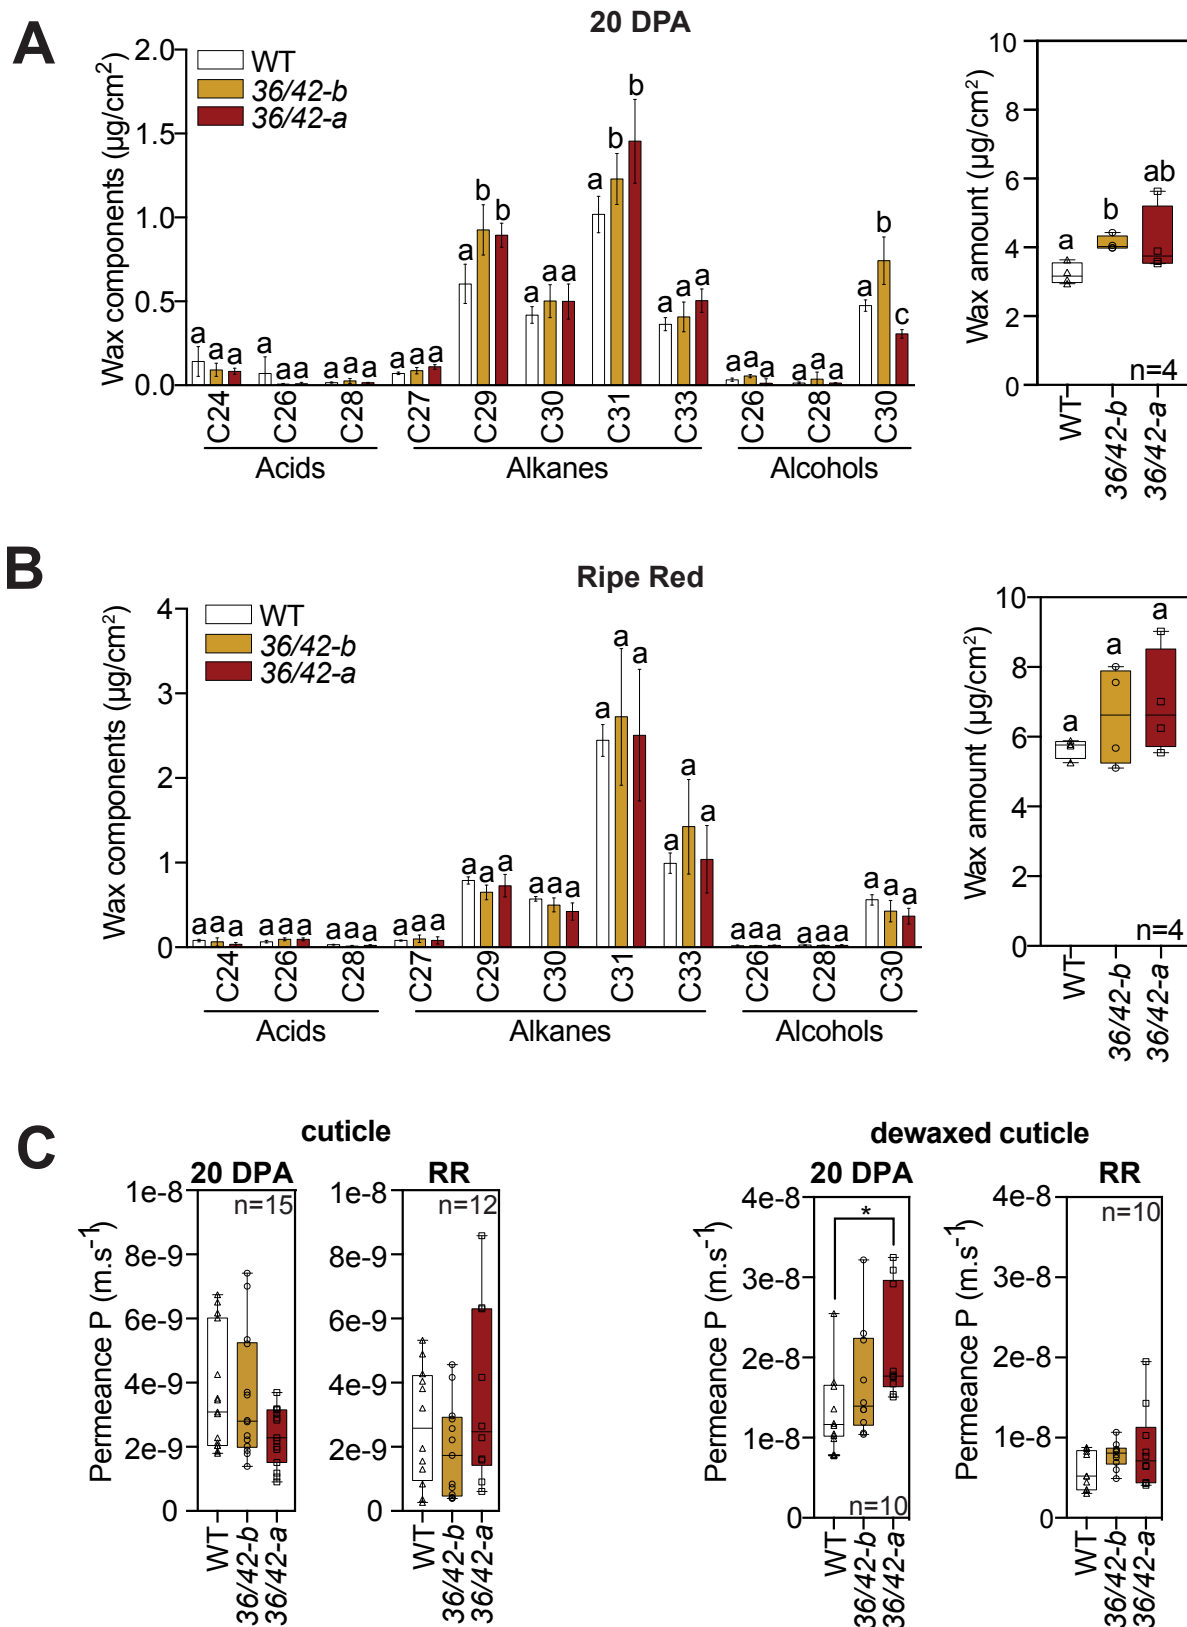 A
20 DPA
Wax components (µg/cm²)
2.0
1.5
1.0
0.5
0.0
WT
36/42-b
36/42-a
a a a
a a a
a a a
a a a
a b b
a a a
a b b
a a a
a a a
a a a
a b c
C24 C26 C28 C27 C29 C30 C31 C33 C26 C28 C30
Acids Alkanes Alcohols
Wax amount (µg/cm²)
10
8
6
4
2
0
a b ab
n=4
WT 36/42-b 36/42-a
B
Ripe Red
Wax components (µg/cm²)
4
3
2
1
0
WT
36/42-b
36/42-a
a a a
a a a
a a a
a a a
a a a
a a a
a a a
a a a
a a a
a a a
a a a
C24 C26 C28 C27 C29 C30 C31 C33 C26 C28 C30
Acids Alkanes Alcohols
Wax amount (µg/cm²)
10
8
6
4
2
0
a a a
n=4
WT 36/42-b 36/42-a
C
cuticle
20 DPA
Permeance P (m.s⁻¹)
1e-8
8e-9
6e-9
4e-9
2e-9
0
n=15
WT 36/42-b 36/42-a
RR
1e-8
8e-9
6e-9
4e-9
2e-9
0
n=12
WT 36/42-b 36/42-a
dewaxed cuticle
20 DPA
Permeance P (m.s⁻¹)
4e-8
3e-8
2e-8
1e-8
0
*
n=10
WT 36/42-b 36/42-a
RR
Permeance P (m.s⁻¹)
4e-8
3e-8
2e-8
1e-8
0
n=10
WT 36/42-b 36/42-a